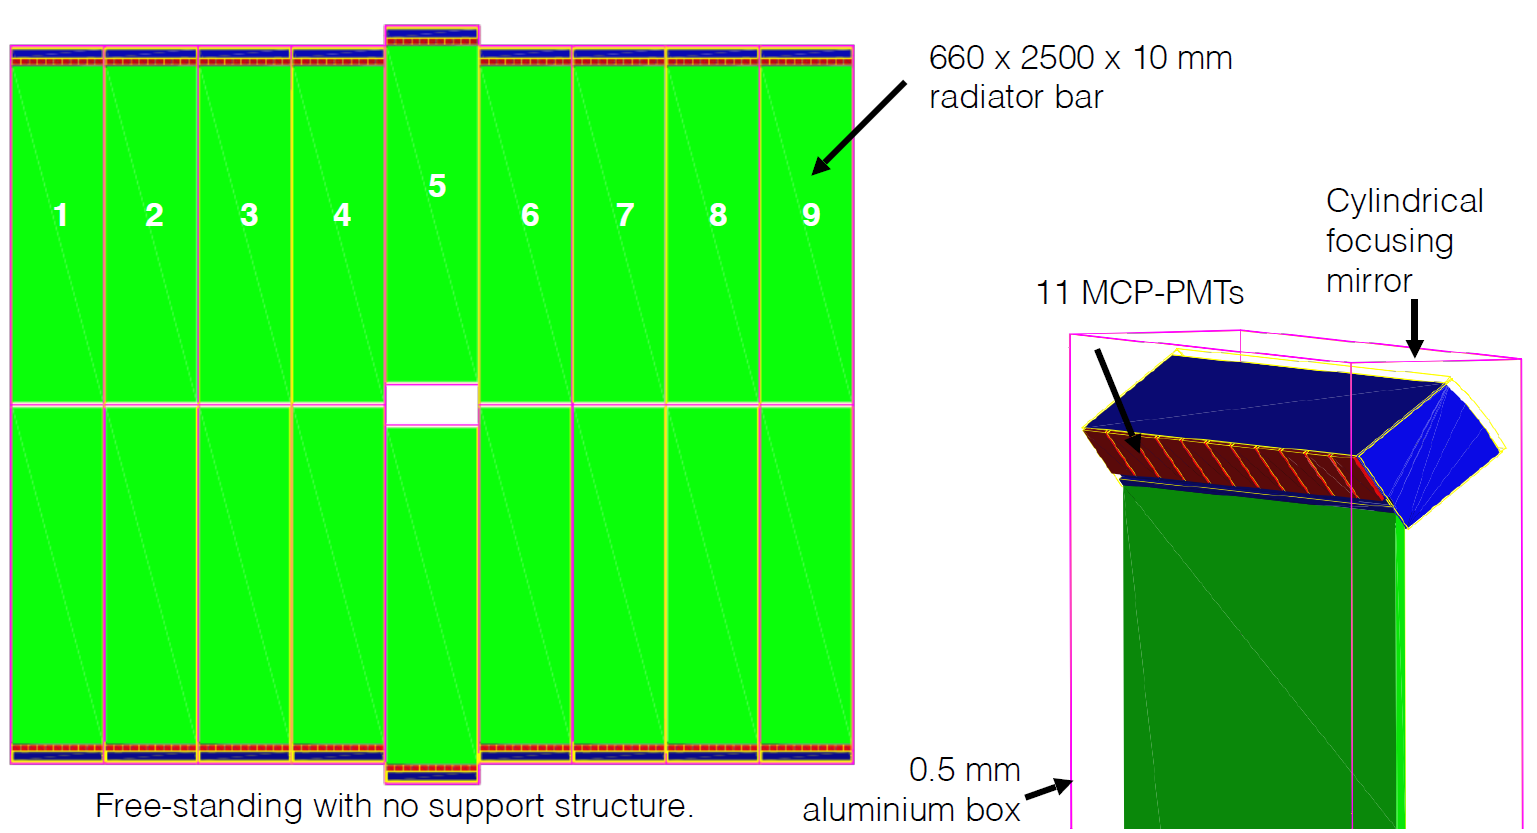 660 x 2500 x 10 mm
radiator bar
1 2 3 4 5 6 7 8 9
Cylindrical
focusing
mirror
11 MCP-PMTs
0.5 mm
aluminium box
Free-standing with no support structure.